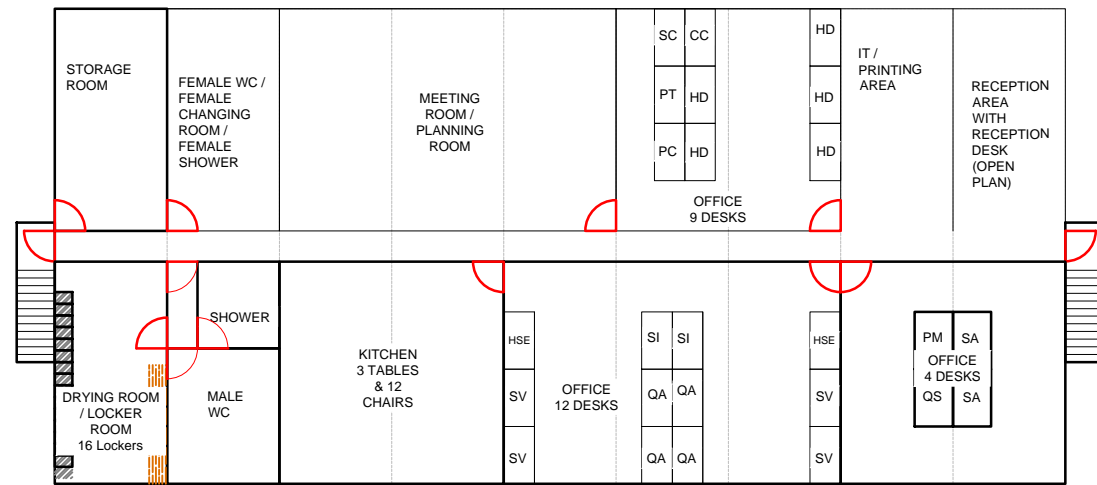 STORAGE
ROOM
FEMALE WC /
FEMALE
CHANGING
ROOM /
FEMALE
SHOWER
MEETING
ROOM /
PLANNING
ROOM
SC CC
PT HD
PC HD
HD
HD
HD
OFFICE
9 DESKS
IT /
PRINTING
AREA
RECEPTION
AREA
WITH
RECEPTION
DESK
(OPEN
PLAN)
DRYING ROOM
/ LOCKER
ROOM
16 Lockers
SHOWER
MALE
WC
KITCHEN
3 TABLES
& 12
CHAIRS
HSE
SV
SV
OFFICE
12 DESKS
SI SI
QA QA
QA QA
HSE
SV
SV
PM SA
OFFICE
4 DESKS
QS SA